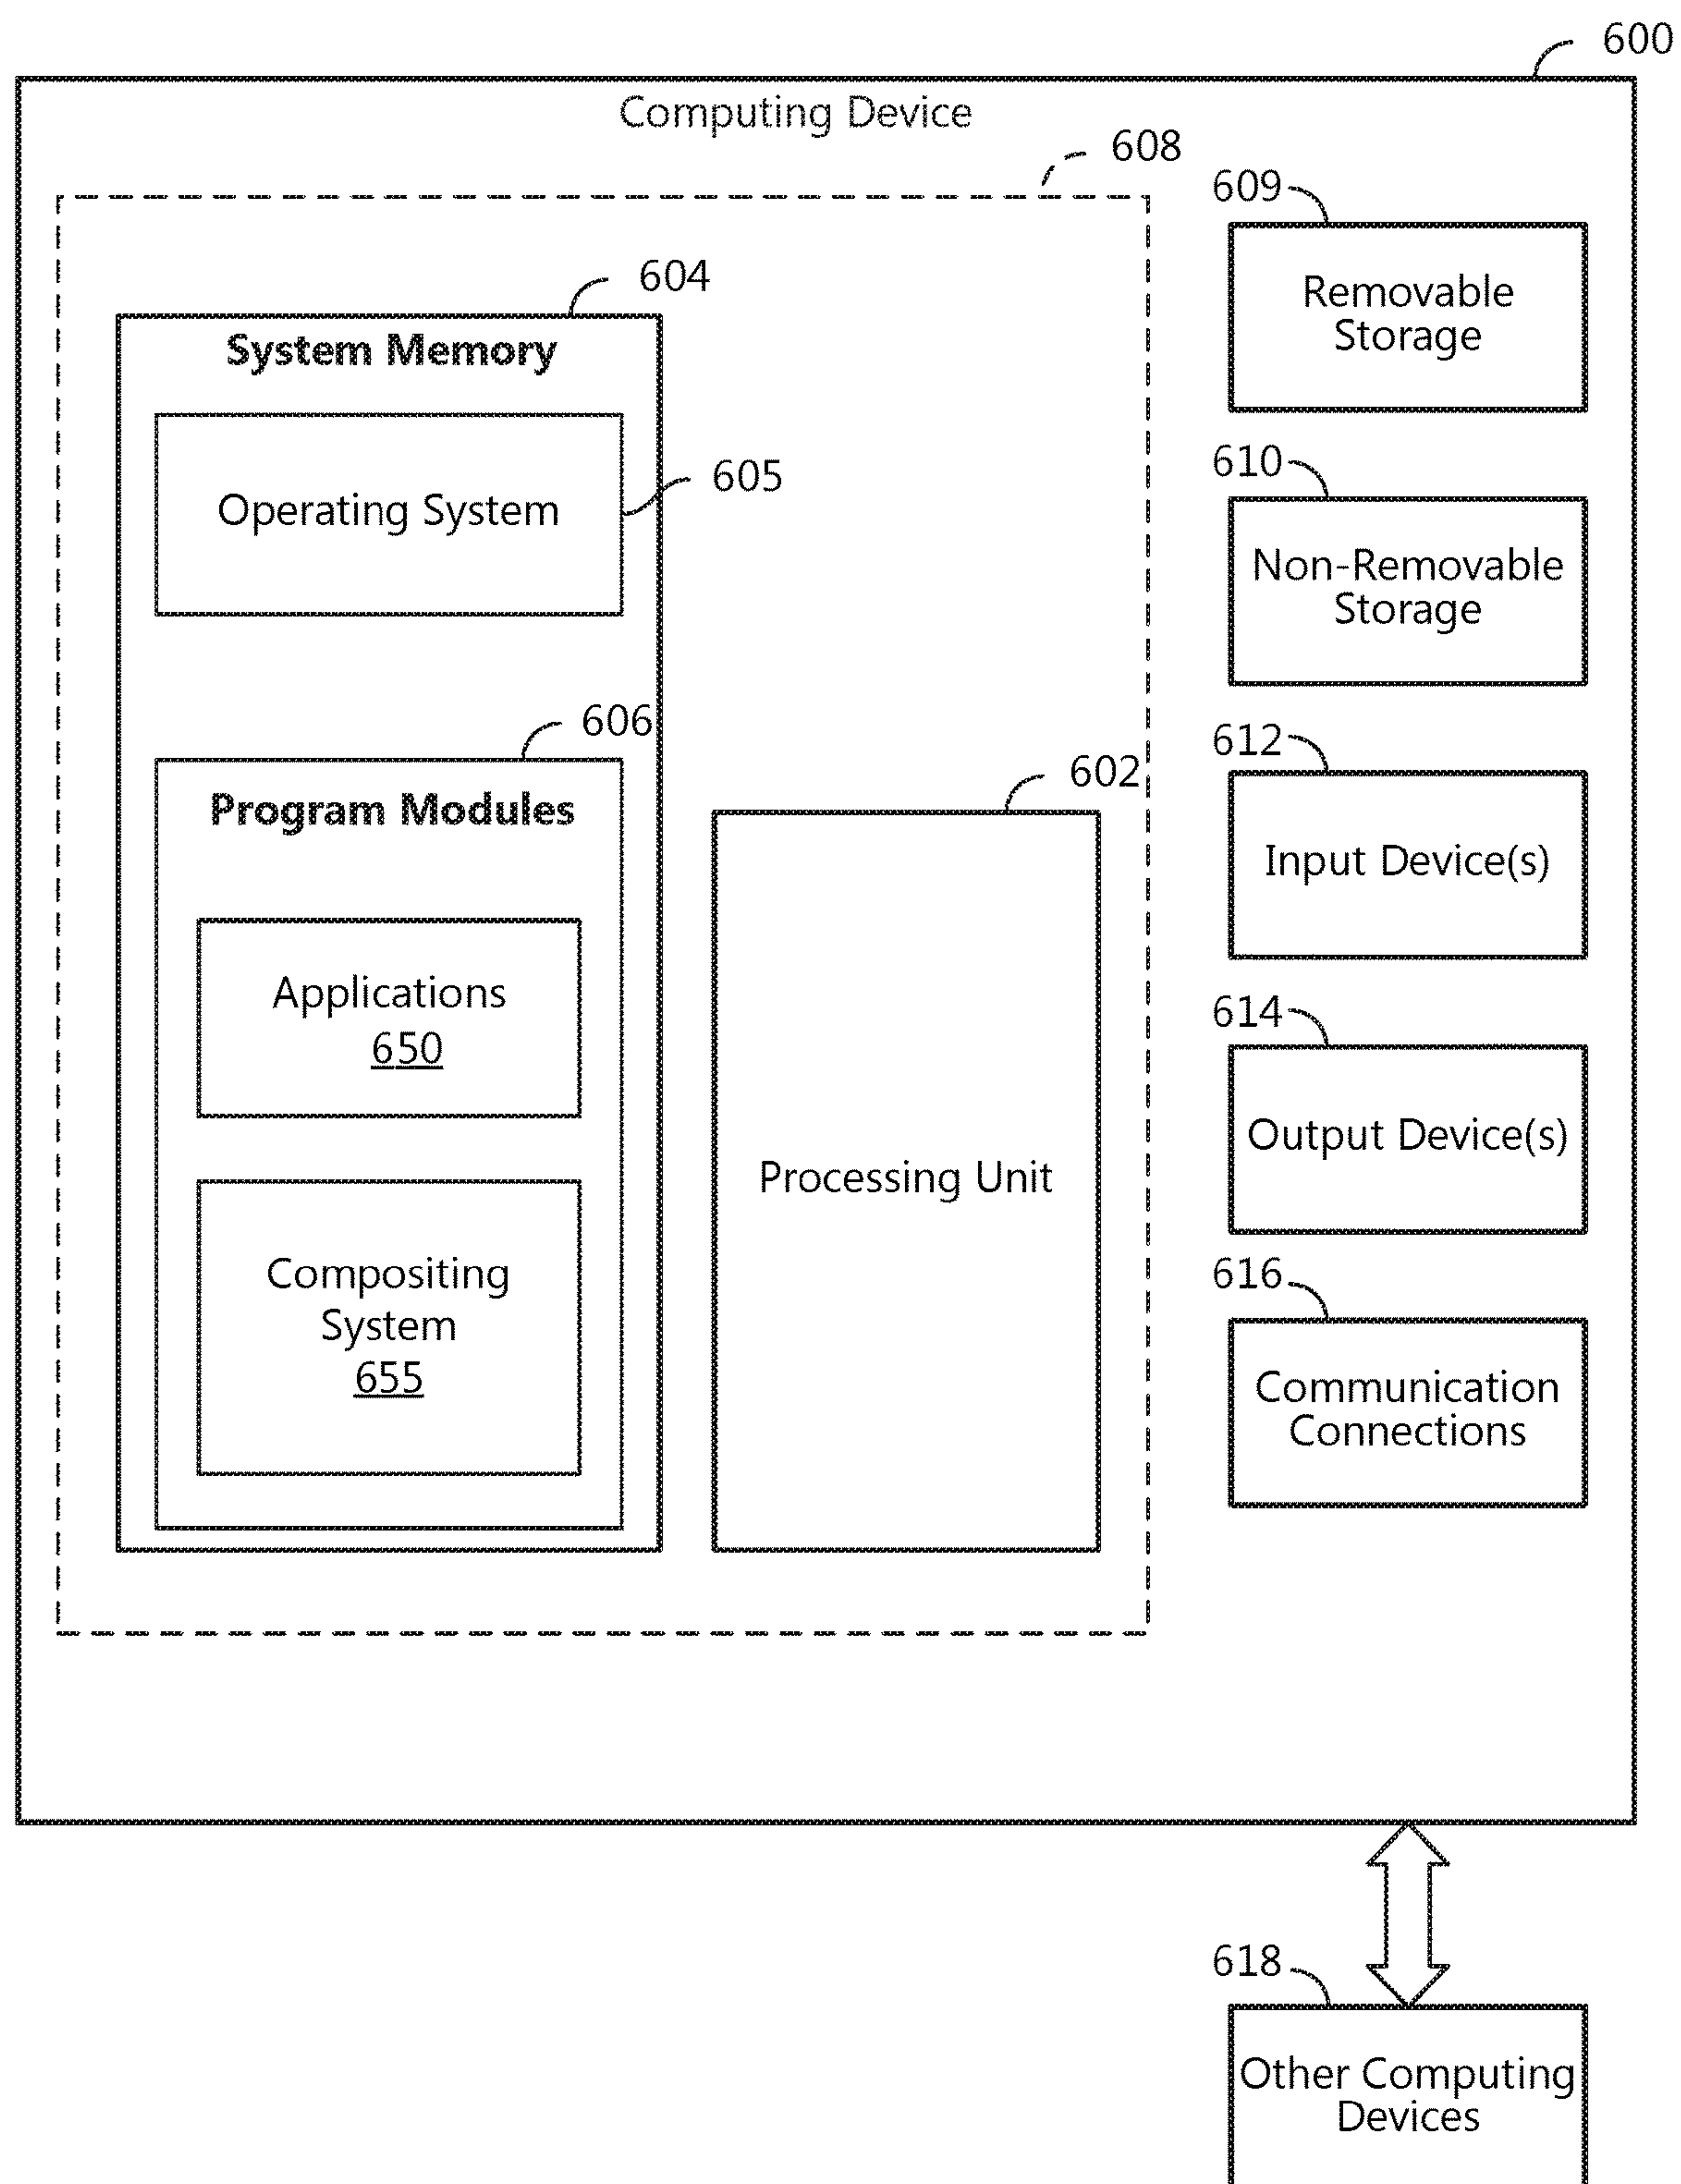 600
Computing Device
608
609
Removable
Storage
604
System Memory
Operating System
605
610
Non-Removable
Storage
606
Program Modules
602
612
Input Device(s)
Applications
650
614
Output Device(s)
Processing Unit
Compositing
System
655
616
Communication
Connections
618
Other Computing
Devices